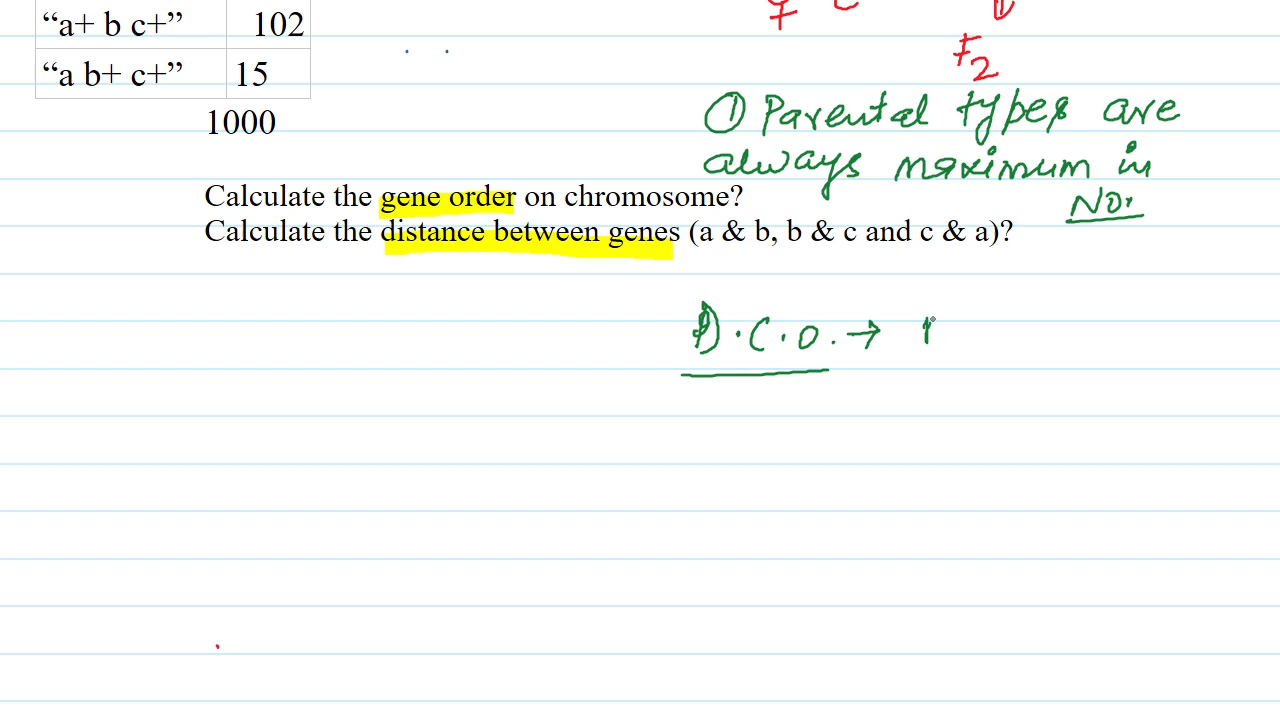 “a+ b c+” 102
“a b+ c+” 15
1000
F2
① Parental types are
always maximum in
No.
Calculate the gene order on chromosome?
Calculate the distance between genes (a & b, b & c and c & a)?
D.C.O. →